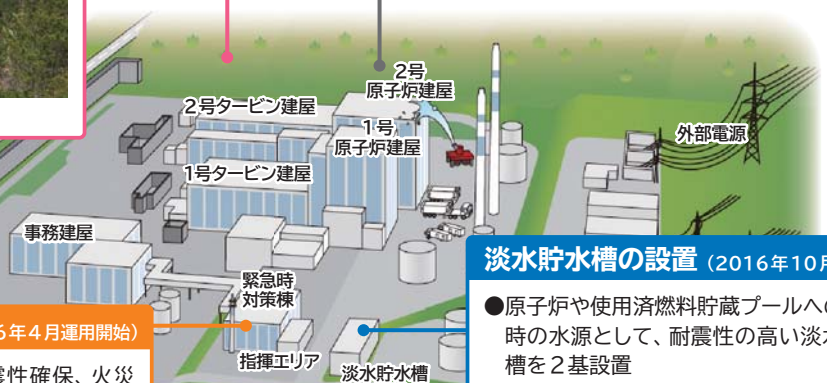 2号
原子炉建屋
2号タービン建屋
1号
原子炉建屋
外部電源
1号タービン建屋
事務建屋
淡水貯水槽の設置（2016年10月
緊急時
対策棟
●原子炉や使用済燃料貯蔵プールへの
時の水源として、耐震性の高い淡水
槽を2基設置
6年4月運用開始）
指揮エリア
淡水貯水槽
震性確保、火災